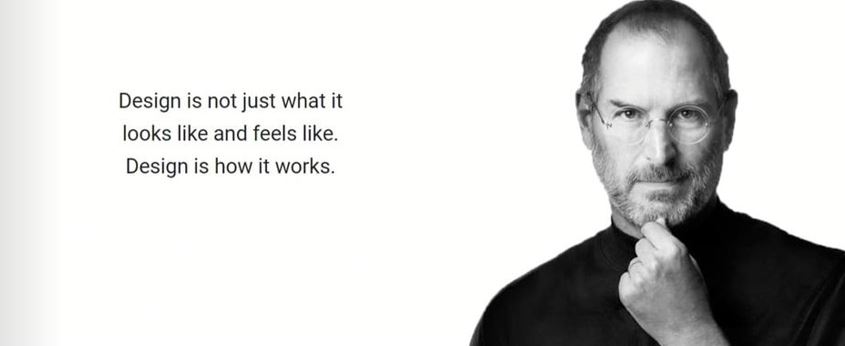 Design is not just what it
looks like and feels like.
Design is how it works.